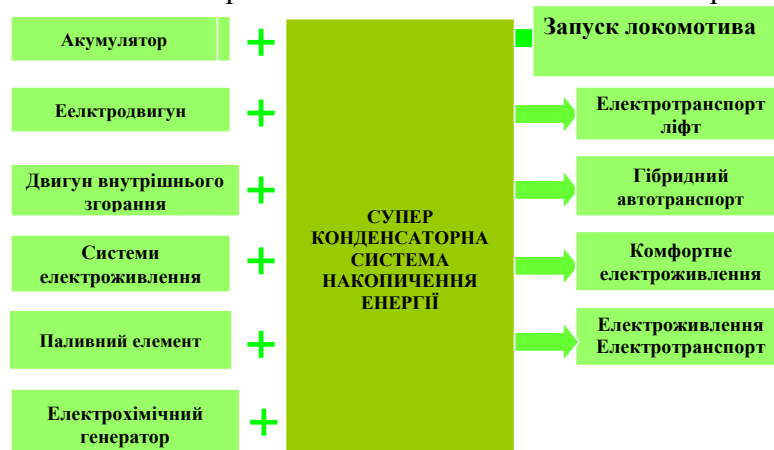 Акумулятор
Запуск локомотива
Еелктродвигун
Електротранспорт
ліфт
Двигун внутрішнього
згорання
Гібридний
автотранспорт
СУПЕР
КОНДЕНСАТОРНА
СИСТЕМА
НАКОПИЧЕННЯ
ЕНЕРГІЇ
Системи
електроживлення
Комфортне
електроживлення
Паливний елемент
Електроживлення
Електротранспорт
Електрохімічний
генератор